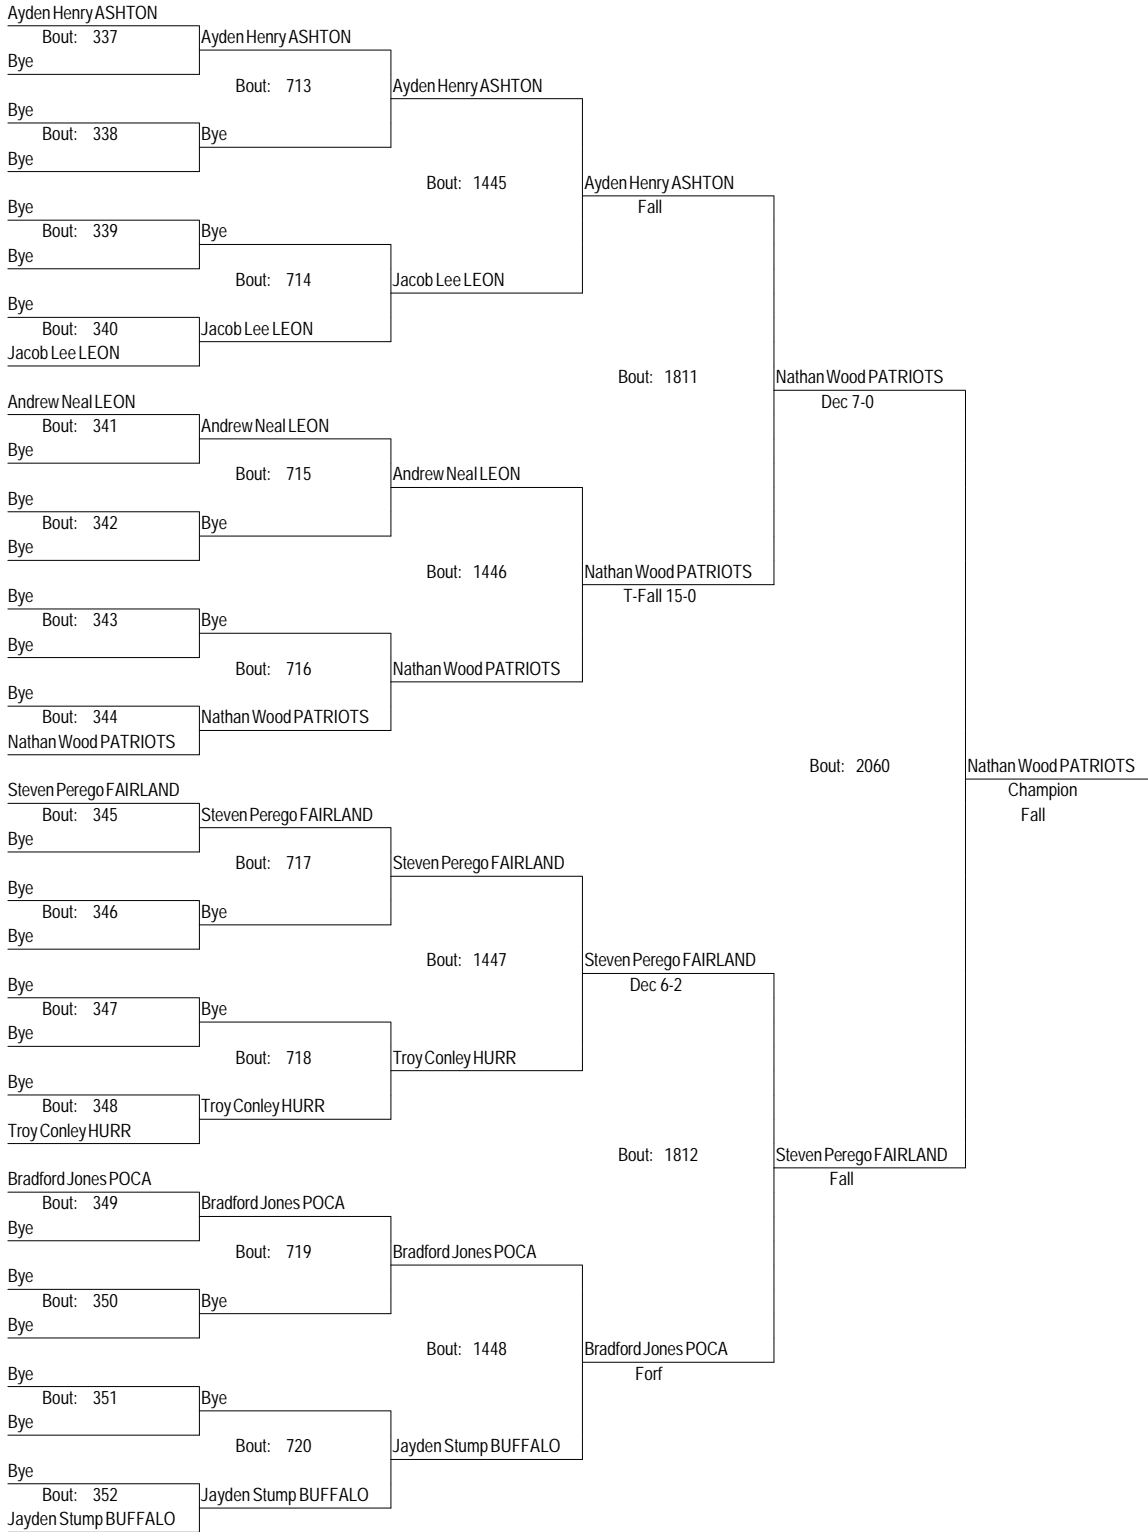 Ayden Henry ASHTON
Bout: 337 Ayden Henry ASHTON
Bye
Bout: 713 Ayden Henry ASHTON
Bye
Bout: 338 Bye
Bye
Bout: 1445 Ayden Henry ASHTON
Fall
Bye
Bout: 339 Bye
Bye
Bout: 714 Jacob Lee LEON
Bye
Bout: 340 Jacob Lee LEON
Jacob Lee LEON
Bout: 1811 Nathan Wood PATRIOTS
Dec 7-0
Andrew Neal LEON
Bout: 341 Andrew Neal LEON
Bye
Bout: 715 Andrew Neal LEON
Bye
Bout: 342 Bye
Bye
Bout: 1446 Nathan Wood PATRIOTS
T-Fall 15-0
Bye
Bout: 343 Bye
Bye
Bout: 716 Nathan Wood PATRIOTS
Bye
Bout: 344 Nathan Wood PATRIOTS
Nathan Wood PATRIOTS
Bout: 2060 Nathan Wood PATRIOTS
Champion
Fall
Steven Perego FAIRLAND
Bout: 345 Steven Perego FAIRLAND
Bye
Bout: 717 Steven Perego FAIRLAND
Bye
Bout: 346 Bye
Bye
Bout: 1447 Steven Perego FAIRLAND
Dec 6-2
Bye
Bout: 347 Bye
Bye
Bout: 718 Troy Conley HURR
Bye
Bout: 348 Troy Conley HURR
Troy Conley HURR
Bout: 1812 Steven Perego FAIRLAND
Fall
Bradford Jones POCA
Bout: 349 Bradford Jones POCA
Bye
Bout: 719 Bradford Jones POCA
Bye
Bout: 350 Bye
Bye
Bout: 1448 Bradford Jones POCA
Forf
Bye
Bout: 351 Bye
Bye
Bout: 720 Jayden Stump BUFFALO
Bye
Bout: 352 Jayden Stump BUFFALO
Jayden Stump BUFFALO